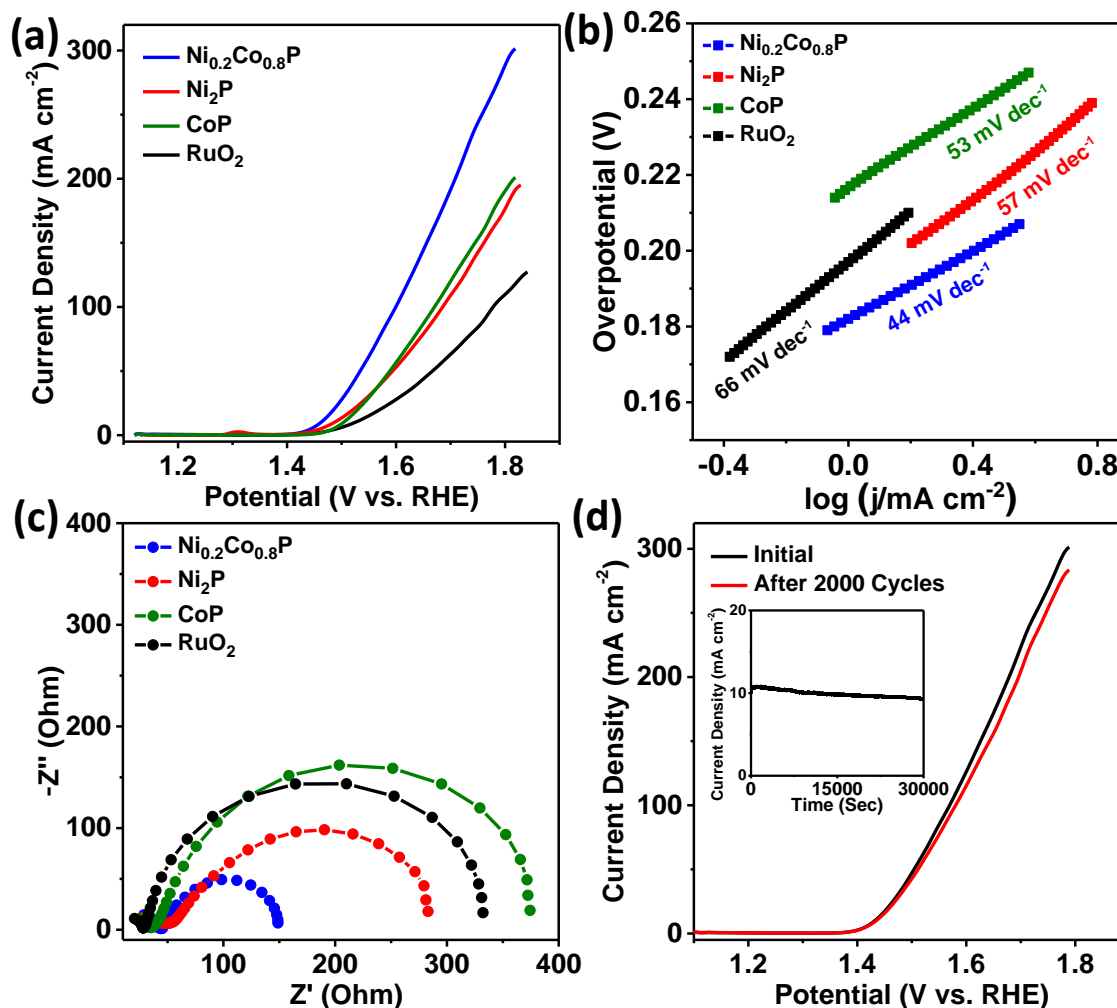 (a)
300
200
100
0
1.2
1.4
1.6
1.8
Current Density (mA cm⁻²)
Potential (V vs. RHE)
Ni₀.₂Co₀.₈P
Ni₂P
CoP
RuO₂
(b)
0.26
0.24
0.22
0.20
0.18
0.16
-0.4
0.0
0.4
0.8
Overpotential (V)
log (j/mA cm⁻²)
Ni₀.₂Co₀.₈P
Ni₂P
CoP
RuO₂
53 mV dec⁻¹
57 mV dec⁻¹
44 mV dec⁻¹
66 mV dec⁻¹
(c)
400
300
200
100
0
100
200
300
400
-Z'' (Ohm)
Z' (Ohm)
Ni₀.₂Co₀.₈P
Ni₂P
CoP
RuO₂
(d)
300
200
100
0
1.2
1.4
1.6
1.8
Current Density (mA cm⁻²)
Potential (V vs. RHE)
Initial
After 2000 Cycles
20
10
0
0
15000
30000
Current Density (mA cm⁻²)
Time (Sec)